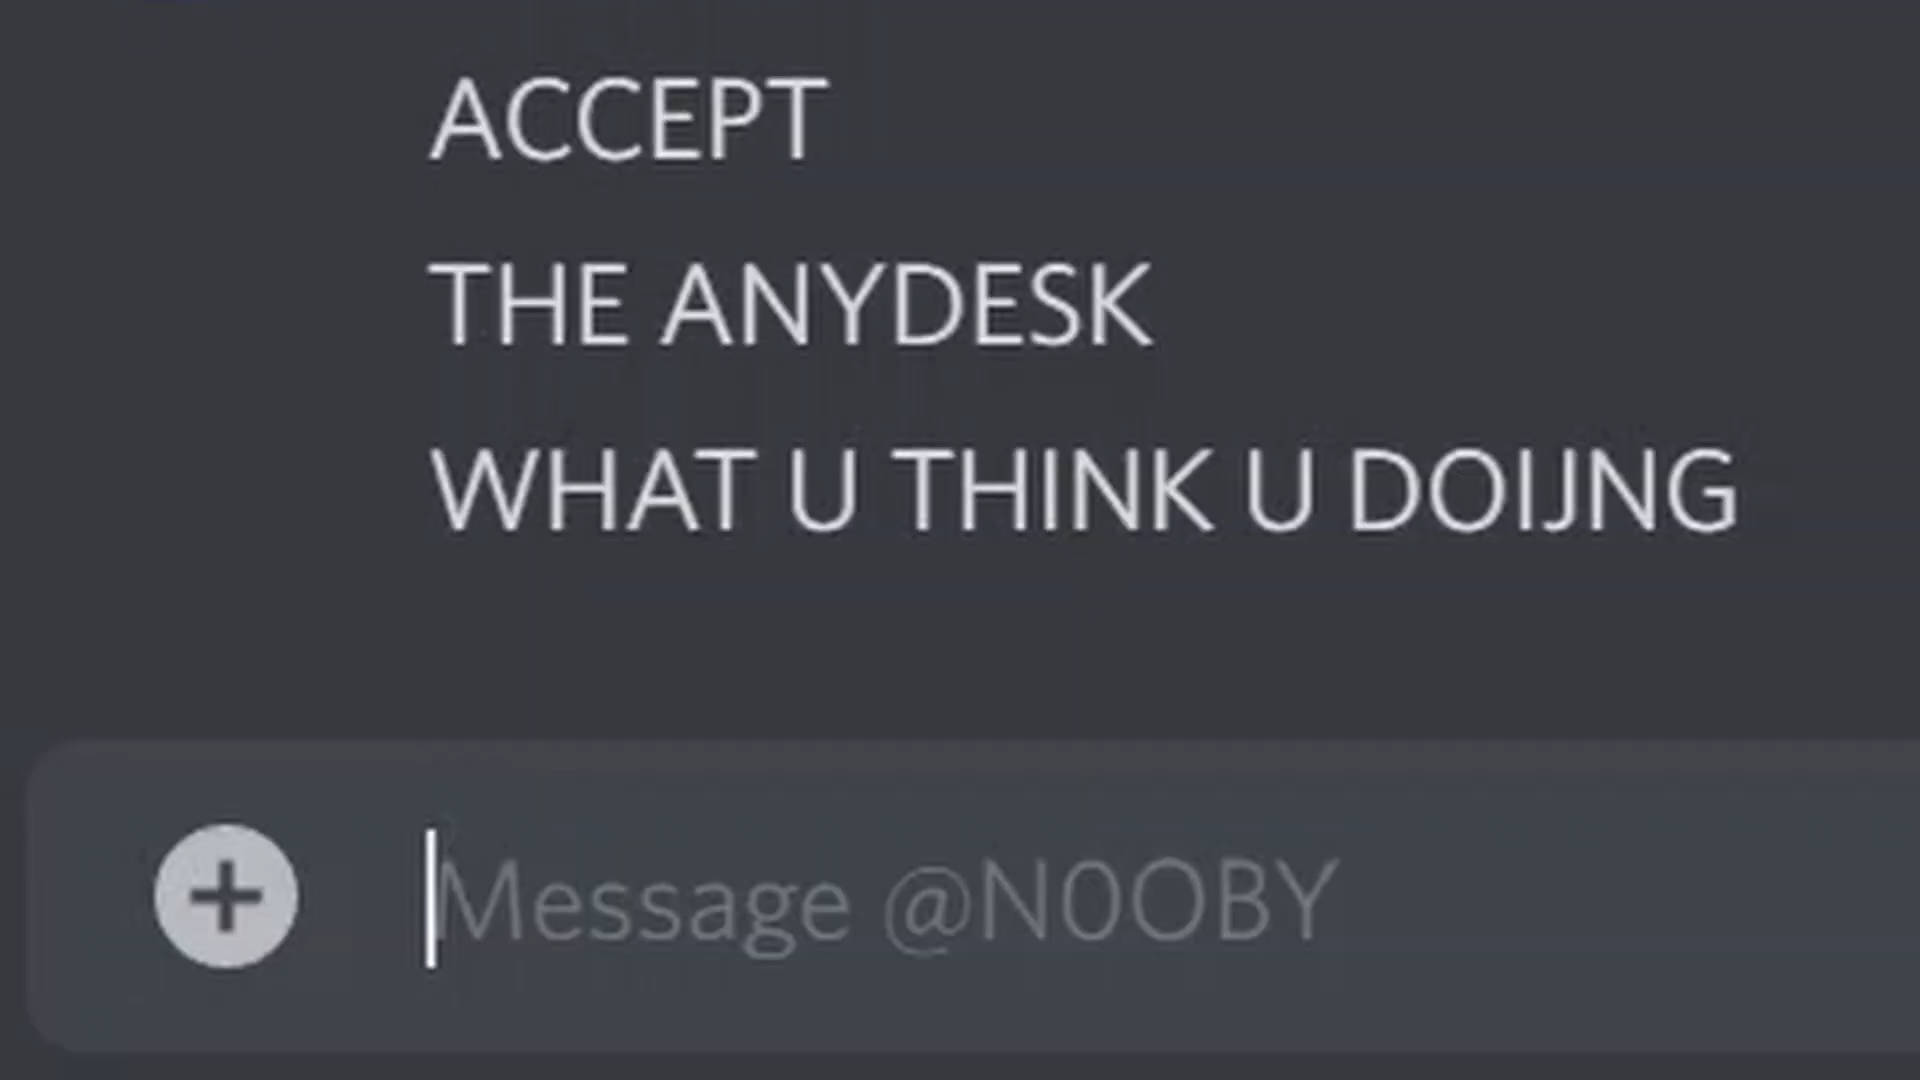 ACCEPT
THE ANYDESK
WHAT U THINK U DOIJNG
Message @N0OBY